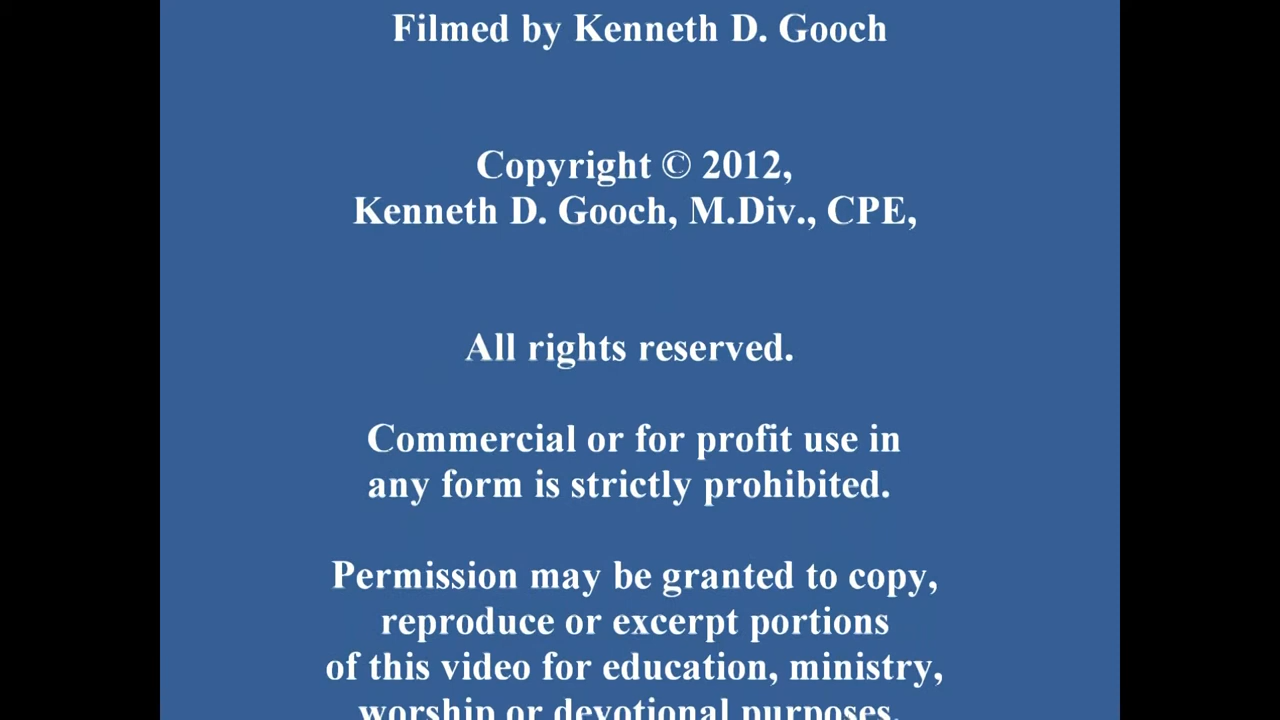 Filmed by Kenneth D. Gooch
Copyright © 2012,
Kenneth D. Gooch, M.Div., CPE,
All rights reserved.
Commercial or for profit use in
any form is strictly prohibited.
Permission may be granted to copy,
reproduce or excerpt portions
of this video for education, ministry,
worship or devotional purposes.